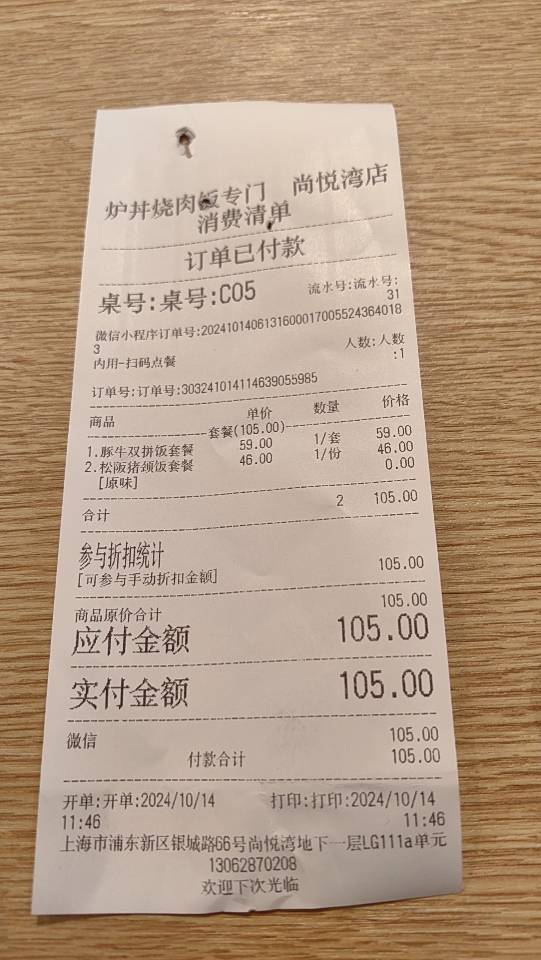 炉丼烧肉饭专门 尚悦湾店
消费清单
订单已付款
桌号:桌号:C05 流水号:流水号:
31
微信小程序订单号:2024101406131600017005524364018
3
内用-扫码点餐 人数:人数
:1
订单号:订单号:303241014114639055985
商品 单价 数量 价格
套餐(105.00)
1.豚牛双拼饭套餐 59.00 1/套 59.00
2.松阪猪颈饭套餐 46.00 1/份 46.00
[原味] 0.00
合计 2 105.00
参与折扣统计
[可参与手动折扣金额] 105.00
商品原价合计 105.00
应付金额 105.00
实付金额 105.00
微信 105.00
付款合计 105.00
开单:开单:2024/10/14 打印:打印:2024/10/14
11:46 11:46
上海市浦东新区银城路66号尚悦湾地下一层LG111a单元
13062870208
欢迎下次光临